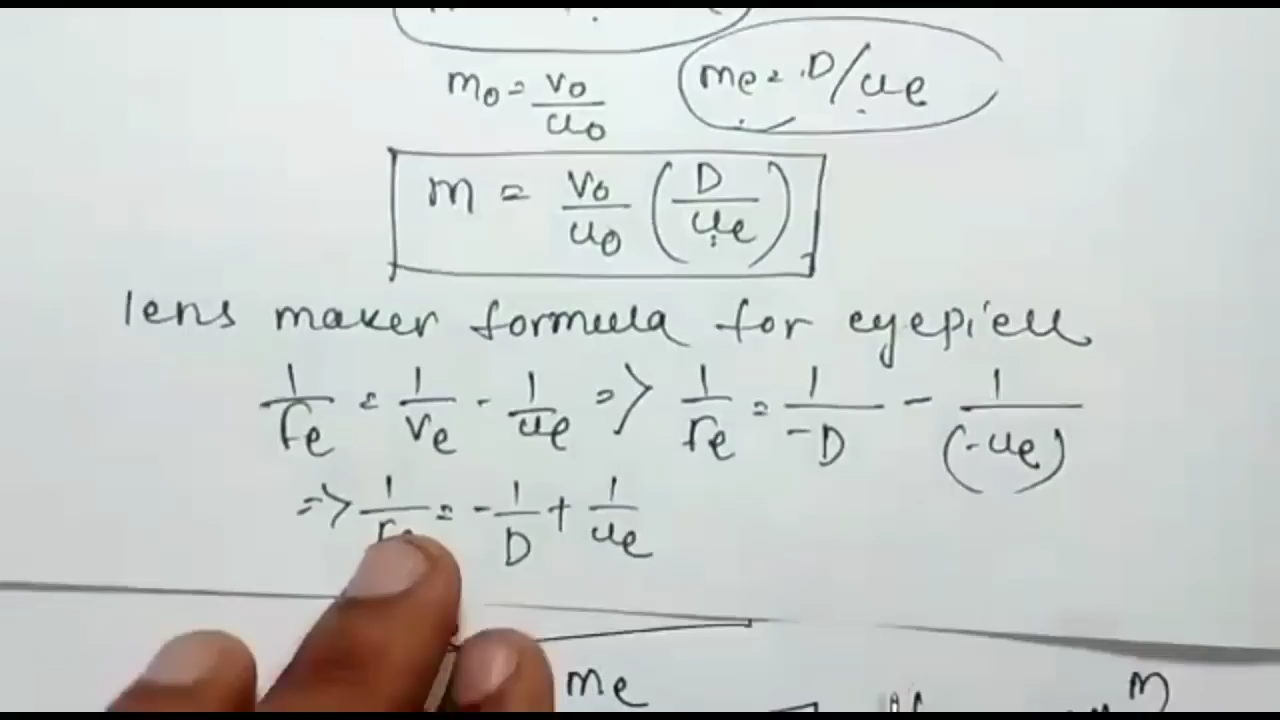 m₀ = v₀/u₀
me = D/ue
m = v₀/u₀ (D/ue)
lens maker formula for eyepiece
1/fe = 1/ve - 1/ue => 1/fe = 1/-D - 1/(-ue)
=> 1/fe = -1/D + 1/ue
me
m